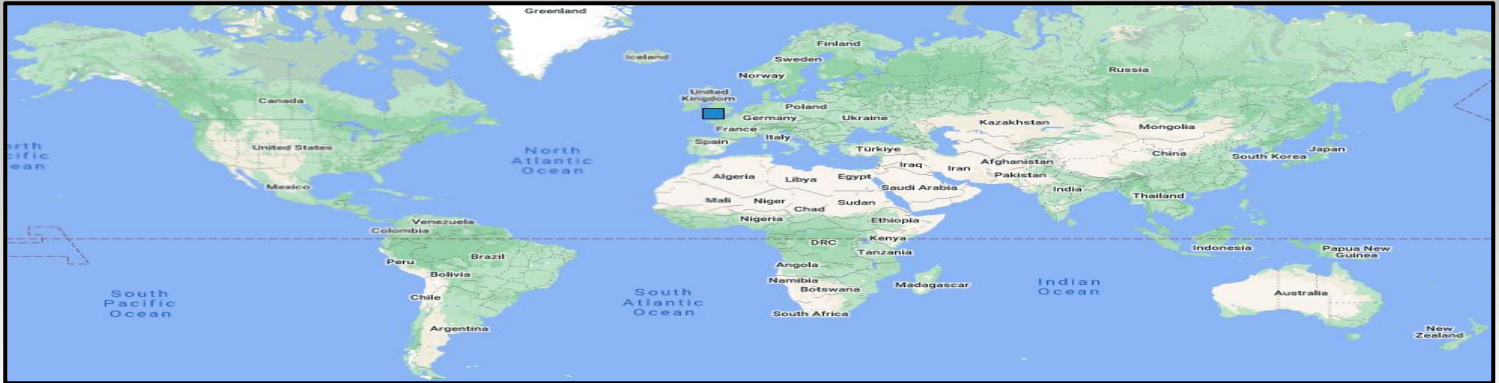 Greenland
Iceland
Finland
Sweden
Norway
Russia
United
Kingdom
Canada
Poland
Germany
Ukraine
France
Kazakhstan
Mongolia
Italy
Spain
United States
North
Atlantic
Ocean
Türkiye
China
Japan
South Korea
orth
cific
ean
Iraq
Iran
Afghanistan
Pakistan
Algeria
Libya
Egypt
Saudi Arabia
India
Mexico
Thailand
Mali
Niger
Chad
Sudan
Venezuela
Colombia
Nigeria
Ethiopia
DRC
Kenya
Tanzania
Indonesia
Papua New
Guinea
Peru
Brazil
Bolivia
Angola
Namibia
Botswana
Madagascar
South
Pacific
Ocean
Chile
South
Atlantic
Ocean
Indian
Ocean
Australia
Argentina
South Africa
New
Zealand